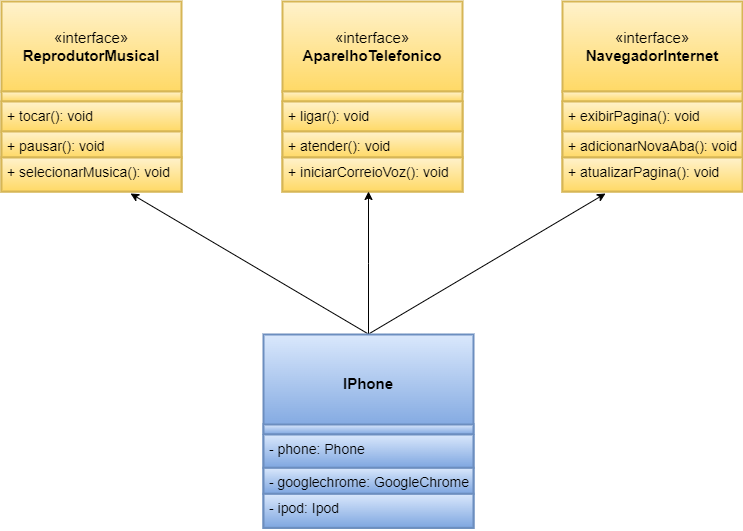 «interface»
ReprodutorMusical
+ tocar(): void
+ pausar(): void
+ selecionarMusica(): void
«interface»
AparelhoTelefonico
+ ligar(): void
+ atender(): void
+ iniciarCorreioVoz(): void
«interface»
NavegadorInternet
+ exibirPagina(): void
+ adicionarNovaAba(): void
+ atualizarPagina(): void
IPhone
- phone: Phone
- googlechrome: GoogleChrome
- ipod: Ipod